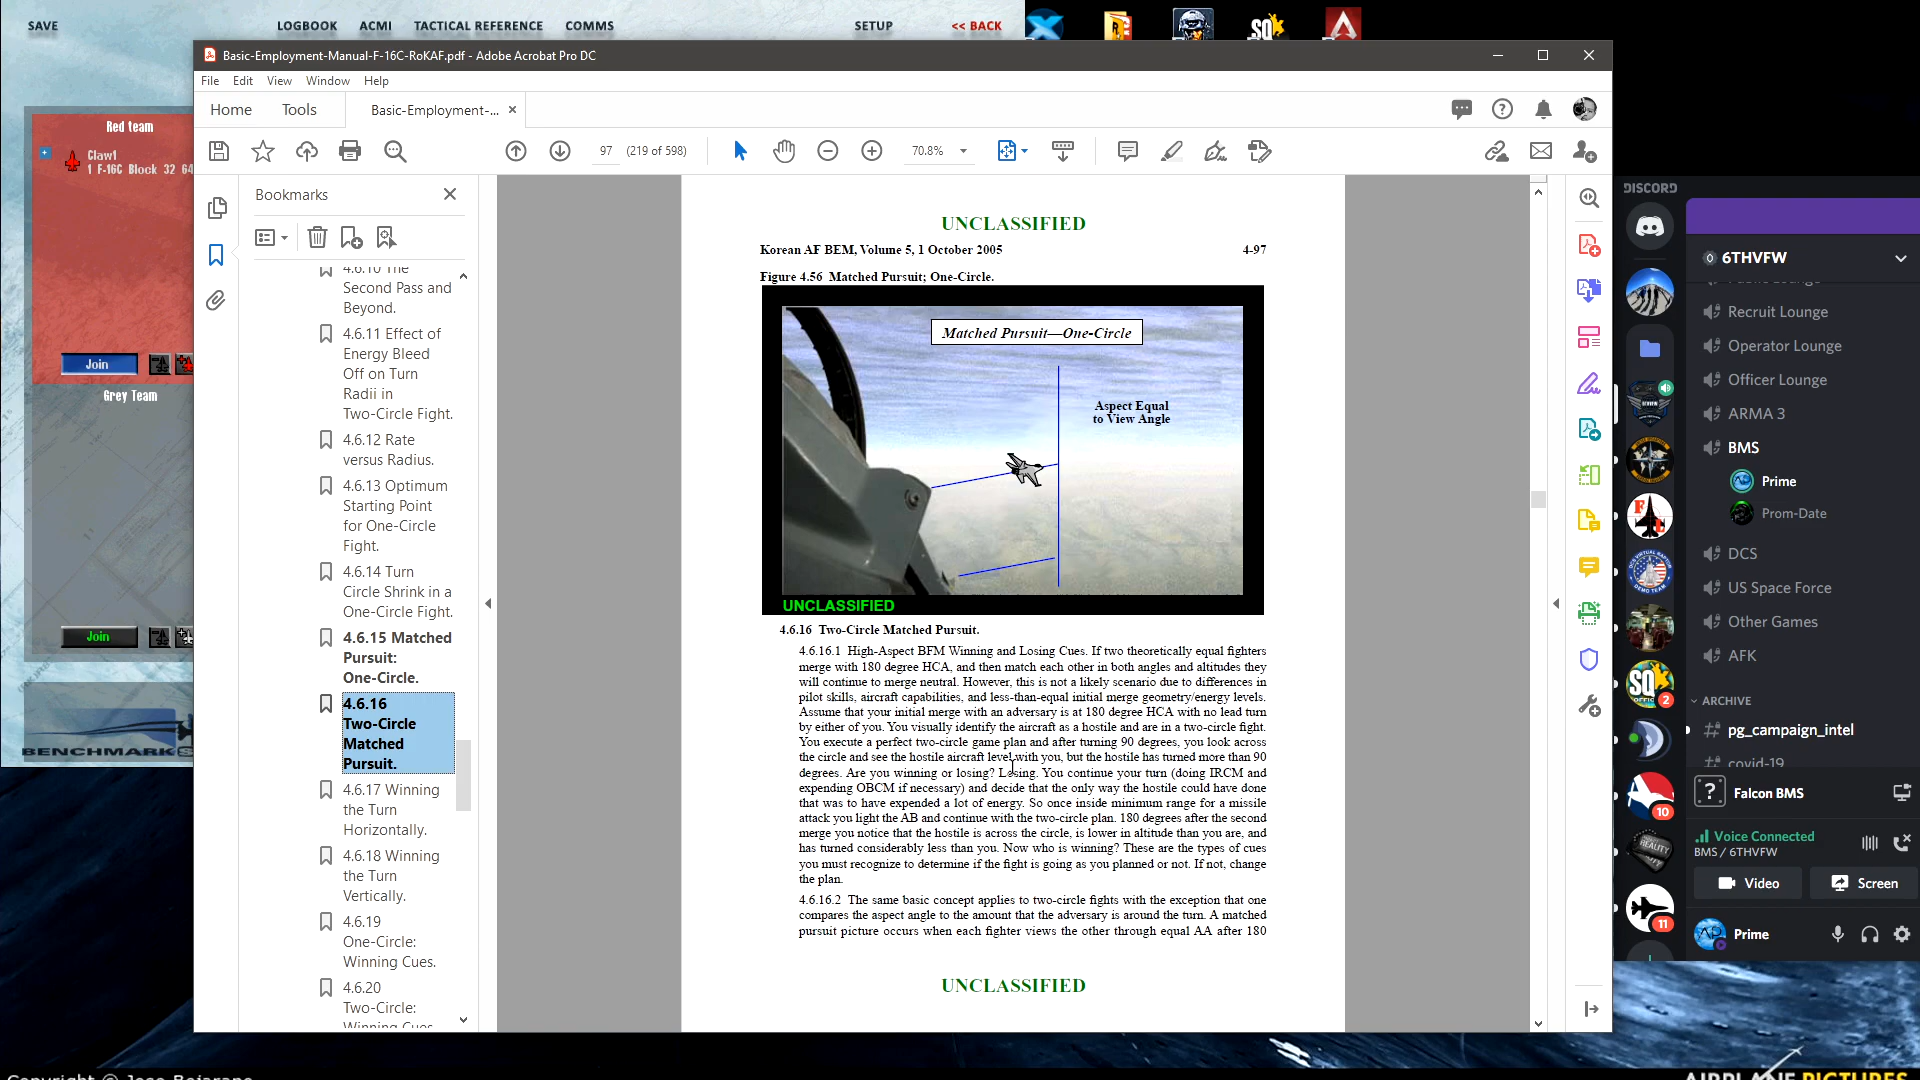 SAVE
LOGBOOK
ACMI
TACTICAL REFERENCE
COMMS
SETUP
<< BACK
Basic-Employment-Manual-F-16C-RoKAF.pdf - Adobe Acrobat Pro DC
File Edit View Window Help
Home
Tools
Basic-Employment-...
97
(219 of 598)
70.8%
Red team
Claw1
1 F-16C Block 32 64
Join
Grey Team
Join
BENCHMARK
Bookmarks
4.6.10 The
Second Pass and
Beyond.
4.6.11 Effect of
Energy Bleed
Off on Turn
Radii in
Two-Circle Fight.
4.6.12 Rate
versus Radius.
4.6.13 Optimum
Starting Point
for One-Circle
Fight.
4.6.14 Turn
Circle Shrink in a
One-Circle Fight.
4.6.15 Matched
Pursuit:
One-Circle.
4.6.16
Two-Circle
Matched
Pursuit.
4.6.17 Winning
the Turn
Horizontally.
4.6.18 Winning
the Turn
Vertically.
4.6.19
One-Circle:
Winning Cues.
4.6.20
Two-Circle:
Winning Cues
UNCLASSIFIED
Korean AF BEM, Volume 5, 1 October 2005
4-97
Figure 4.56 Matched Pursuit; One-Circle.
Matched Pursuit—One-Circle
Aspect Equal
to View Angle
UNCLASSIFIED
4.6.16 Two-Circle Matched Pursuit.
4.6.16.1 High-Aspect BFM Winning and Losing Cues. If two theoretically equal fighters
merge with 180 degree HCA, and then match each other in both angles and altitudes they
will continue to merge neutral. However, this is not a likely scenario due to differences in
pilot skills, aircraft capabilities, and less-than-equal initial merge geometry/energy levels.
Assume that your initial merge with an adversary is at 180 degree HCA with no lead turn
by either of you. You visually identify the aircraft as a hostile and are in a two-circle fight.
You execute a perfect two-circle game plan and after turning 90 degrees, you look across
the circle and see the hostile aircraft level with you, but the hostile has turned more than 90
degrees. Are you winning or losing? Losing. You continue your turn (doing IRCM and
expending OBCM if necessary) and decide that the only way the hostile could have done
that was to have expended a lot of energy. So once inside minimum range for a missile
attack you light the AB and continue with the two-circle plan. 180 degrees after the second
merge you notice that the hostile is across the circle, is lower in altitude than you are, and
has turned considerably less than you. Now who is winning? These are the types of cues
you must recognize to determine if the fight is going as you planned or not. If not, change
the plan.
4.6.16.2 The same basic concept applies to two-circle fights with the exception that one
compares the aspect angle to the amount that the adversary is around the turn. A matched
pursuit picture occurs when each fighter views the other through equal AA after 180
UNCLASSIFIED
DISCORD
6THVFW
Public Lounge
Recruit Lounge
Operator Lounge
Officer Lounge
ARMA 3
BMS
Prime
Prom-Date
DCS
US Space Force
Other Games
AFK
ARCHIVE
pg_campaign_intel
covid-19
Falcon BMS
Voice Connected
BMS / 6THVFW
Video
Screen
Prime
SQ
2
10
REALITY
11
Copyright © Jose Bejarano
AIRPLANE PICTURES